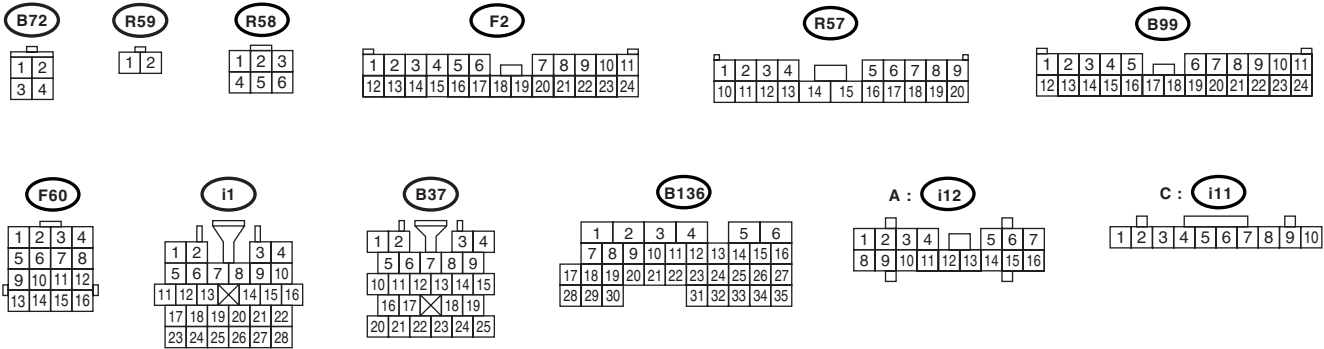 B72 R59 R58 F2 R57 B99
1 2
3 4
1 2
1 2 3
4 5 6
1 2 3 4 5 6 7 8 9 10 11
12 13 14 15 16 17 18 19 20 21 22 23 24
1 2 3 4 5 6 7 8 9
10 11 12 13 14 15 16 17 18 19 20
1 2 3 4 5 6 7 8 9 10 11
12 13 14 15 16 17 18 19 20 21 22 23 24
F60 i1 B37 B136 A : i12 C : i11
1 2 3 4
5 6 7 8
9 10 11 12
13 14 15 16
1 2 3 4
5 6 7 8 9 10
11 12 13 14 15 16
17 18 19 20 21 22
23 24 25 26 27 28
1 2 3 4
5 6 7 8 9
10 11 12 13 14 15
16 17 18 19
20 21 22 23 24 25
1 2 3 4 5 6
7 8 9 10 11 12 13 14 15 16
17 18 19 20 21 22 23 24 25 26 27
28 29 30 31 32 33 34 35
1 2 3 4 5 6 7
8 9 10 11 12 13 14 15 16
1 2 3 4 5 6 7 8 9 10